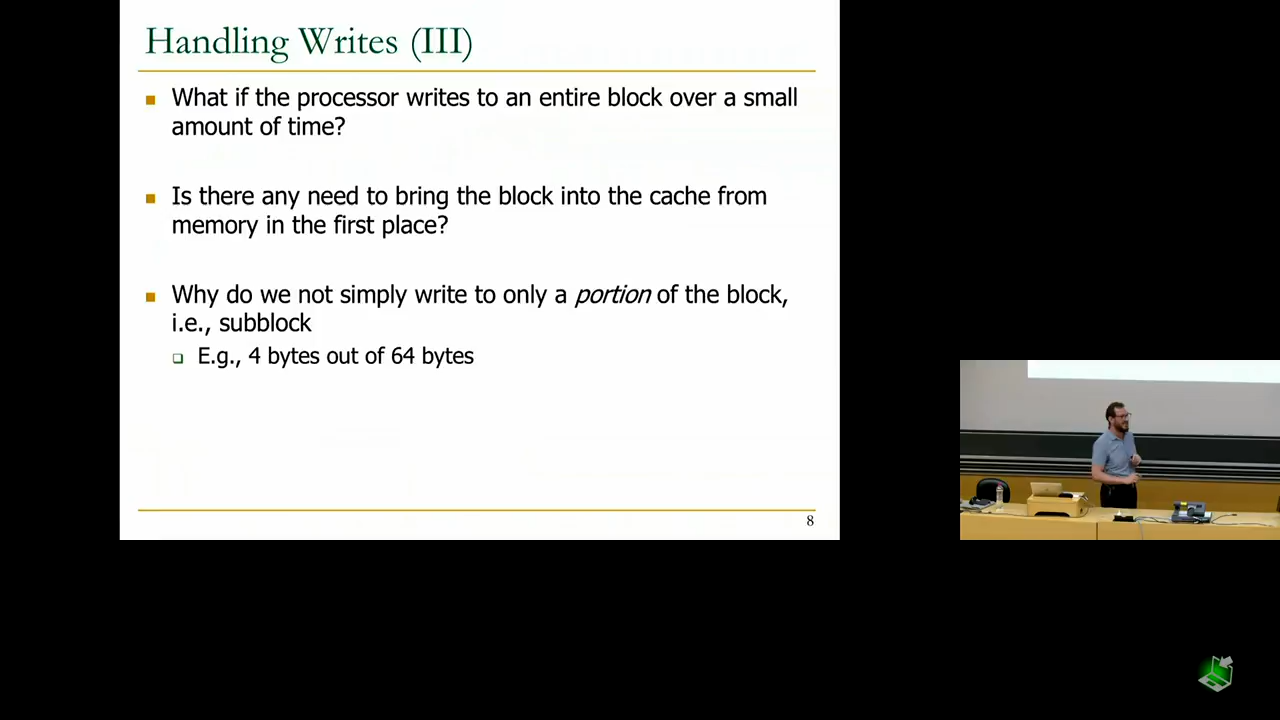 Handling Writes (III)
What if the processor writes to an entire block over a small
amount of time?
Is there any need to bring the block into the cache from
memory in the first place?
Why do we not simply write to only a portion of the block,
i.e., subblock
E.g., 4 bytes out of 64 bytes
8